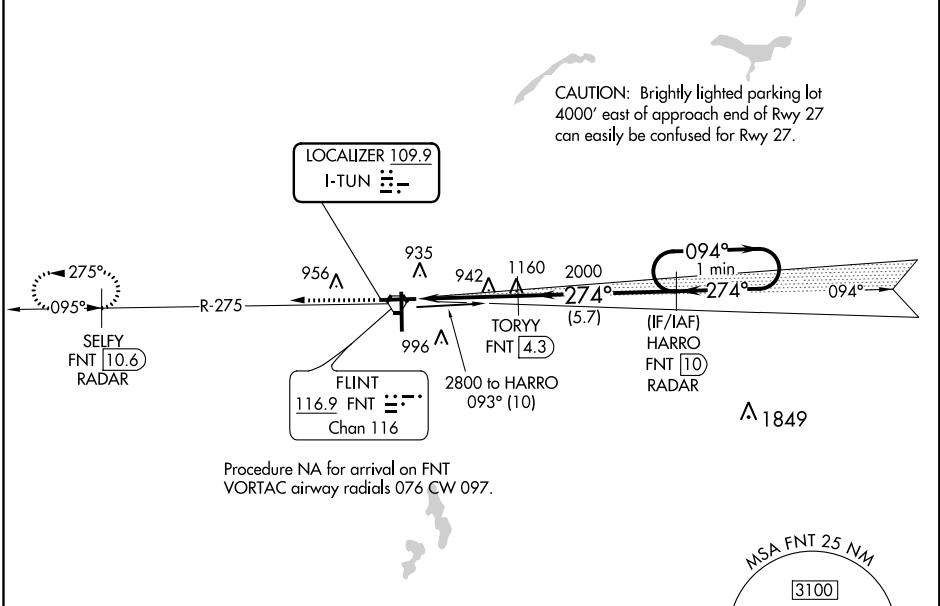 CAUTION: Brightly lighted parking lot
4000' east of approach end of Rwy 27
can easily be confused for Rwy 27.
LOCALIZER 109.9
I-TUN
935
956
942
1160
2000
094°
1 min
275°
274°
274°
094°
095°
R-275
(5.7)
SELFY
FNT 10.6
RADAR
996
TORYY
FNT 4.3
(IF/IAF)
HARRO
FNT 10
RADAR
FLINT
116.9 FNT
Chan 116
2800 to HARRO
093° (10)
1849
Procedure NA for arrival on FNT
VORTAC airway radials 076 CW 097.
MSA FNT 25 NM
3100